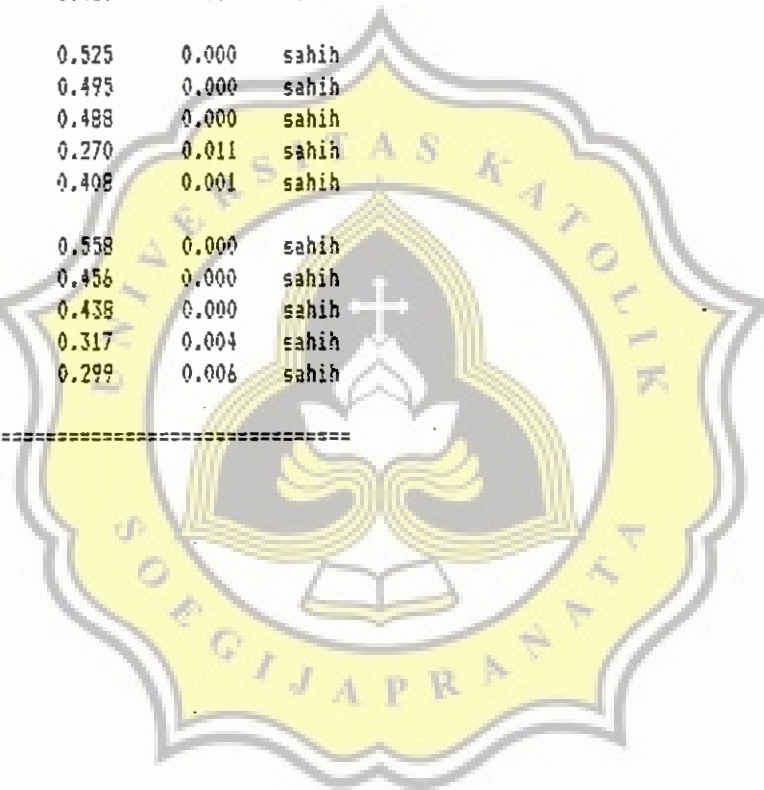 0.525 0.000 sahih
0.495 0.000 sahih
0.488 0.000 sahih
0.270 0.011 sahih
0.408 0.001 sahih
0.558 0.000 sahih
0.456 0.000 sahih
0.438 0.000 sahih
0.317 0.004 sahih
0.299 0.006 sahih
==============================
UNIVERSITAS KATOLIK
SOEGIJAPRANATA